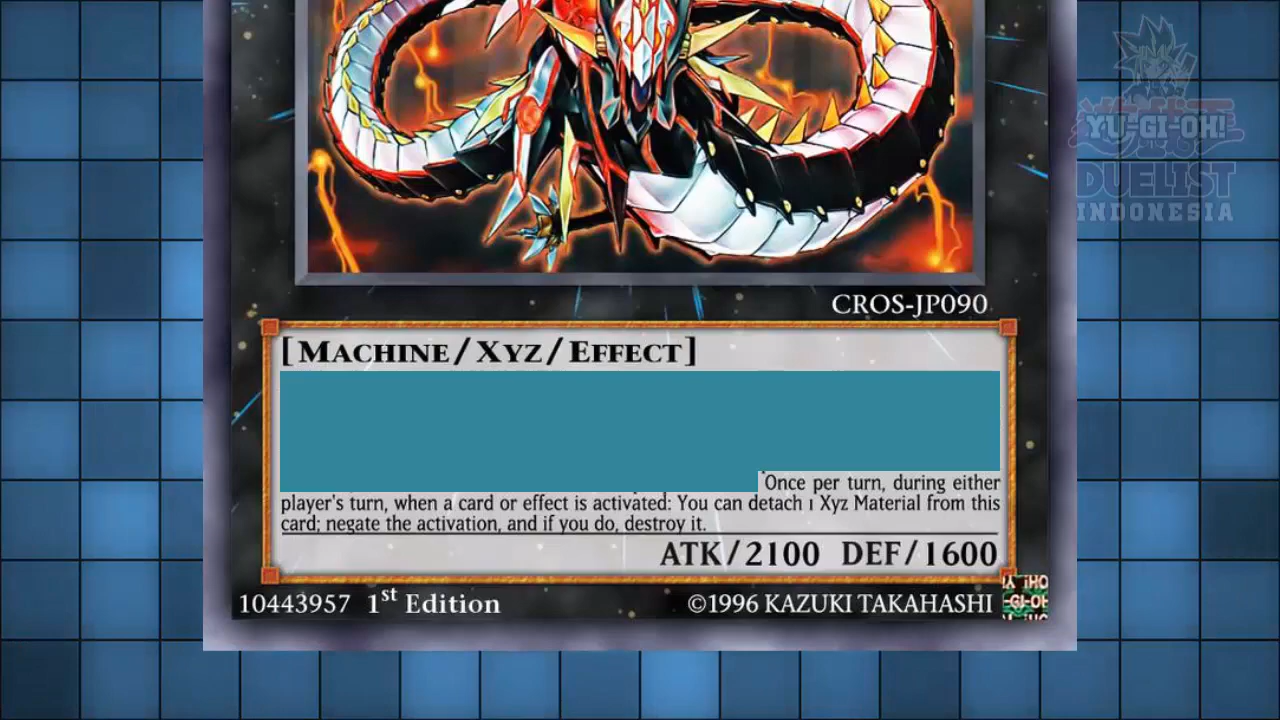 YU-GI-OH!
DUELIST
INDONESIA
CROS-JP090
[MACHINE/XYZ/EFFECT]
Once per turn, during either
player's turn, when a card or effect is activated: You can detach 1 Xyz Material from this
card; negate the activation, and if you do, destroy it.
ATK/2100 DEF/1600
10443957 1st Edition
©1996 KAZUKI TAKAHASHI